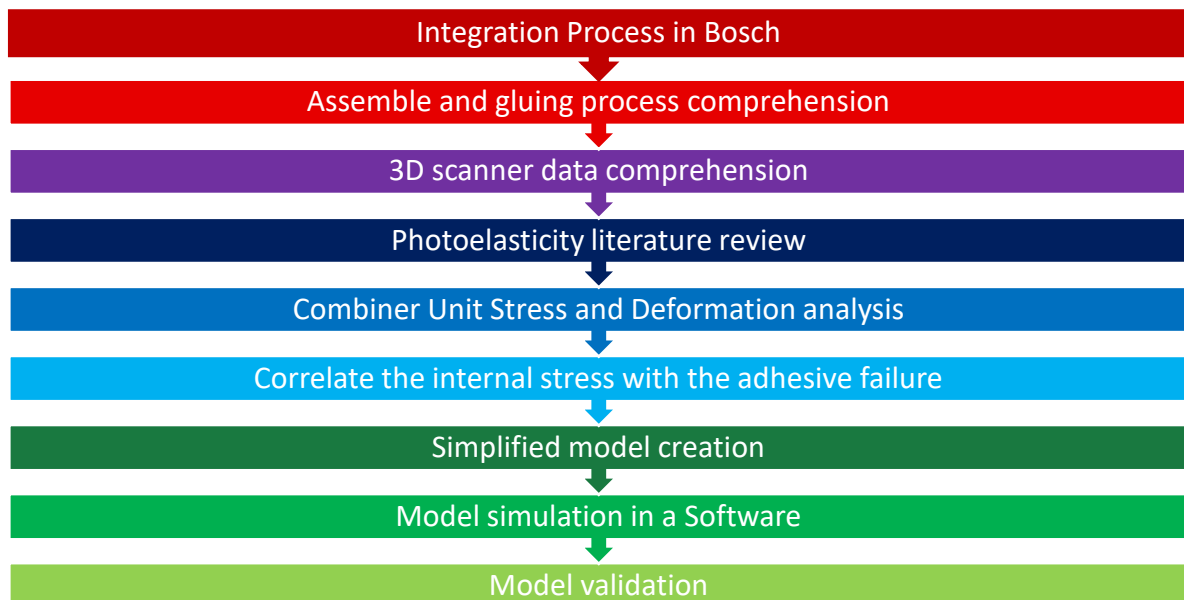 Integration Process in Bosch
Assemble and gluing process comprehension
3D scanner data comprehension
Photoelasticity literature review
Combiner Unit Stress and Deformation analysis
Correlate the internal stress with the adhesive failure
Simplified model creation
Model simulation in a Software
Model validation